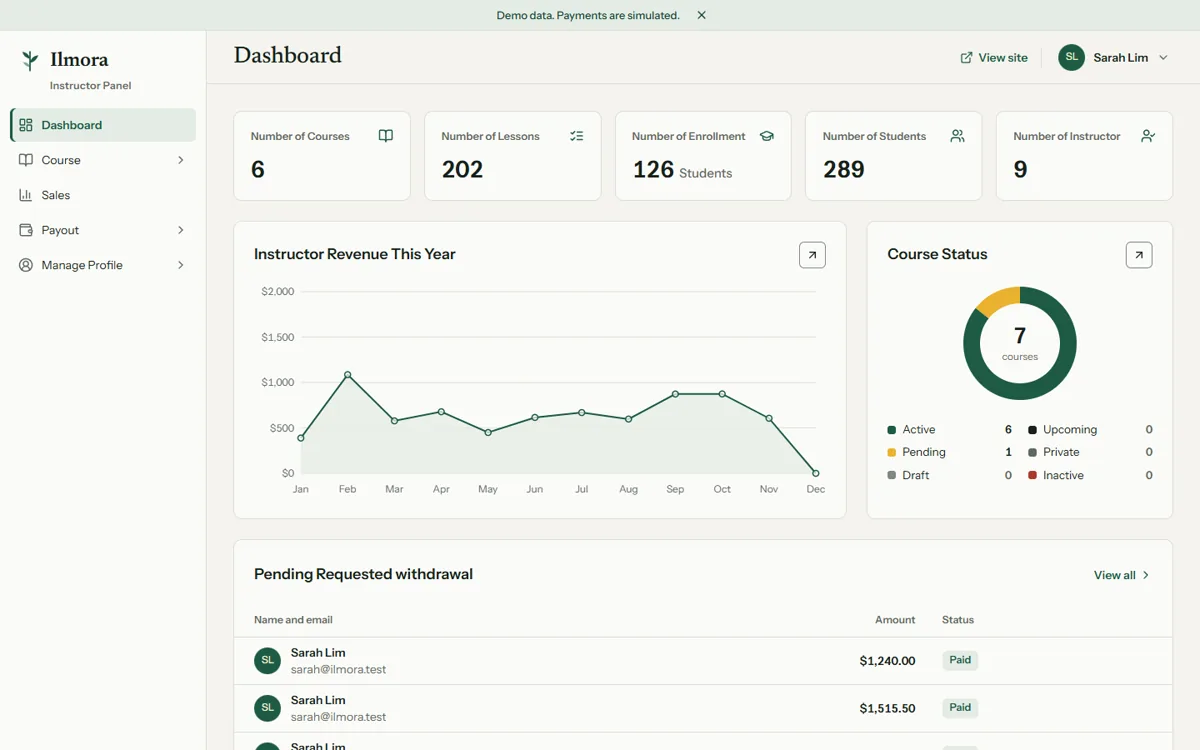 Demo data. Payments are simulated.
Ilmora
Instructor Panel
Dashboard
Course
Sales
Payout
Manage Profile
Dashboard
View site
SL
Sarah Lim
Number of Courses
6
Number of Lessons
202
Number of Enrollment
126 Students
Number of Students
289
Number of Instructor
9
Instructor Revenue This Year
$2,000
$1,500
$1,000
$500
$0
Jan Feb Mar Apr May Jun Jul Aug Sep Oct Nov Dec
Course Status
7
courses
Active 6
Upcoming 0
Pending 1
Private 0
Draft 0
Inactive 0
Pending Requested withdrawal
View all
Name and email Amount Status
SL
Sarah Lim
sarah@ilmora.test
$1,240.00
Paid
SL
Sarah Lim
sarah@ilmora.test
$1,515.50
Paid
Sarah Lim